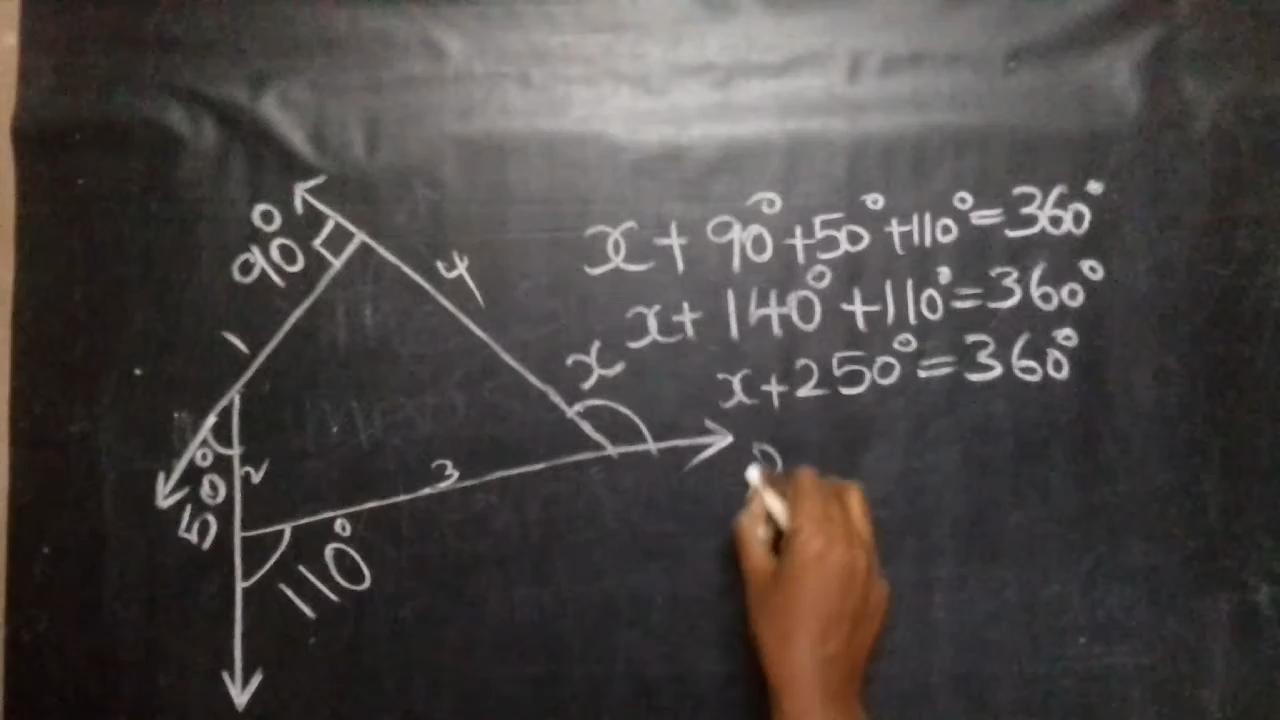 90°
1
4
x
50°
2
3
110°
x + 90° + 50° + 110° = 360°
x + 140° + 110° = 360°
x + 250° = 360°